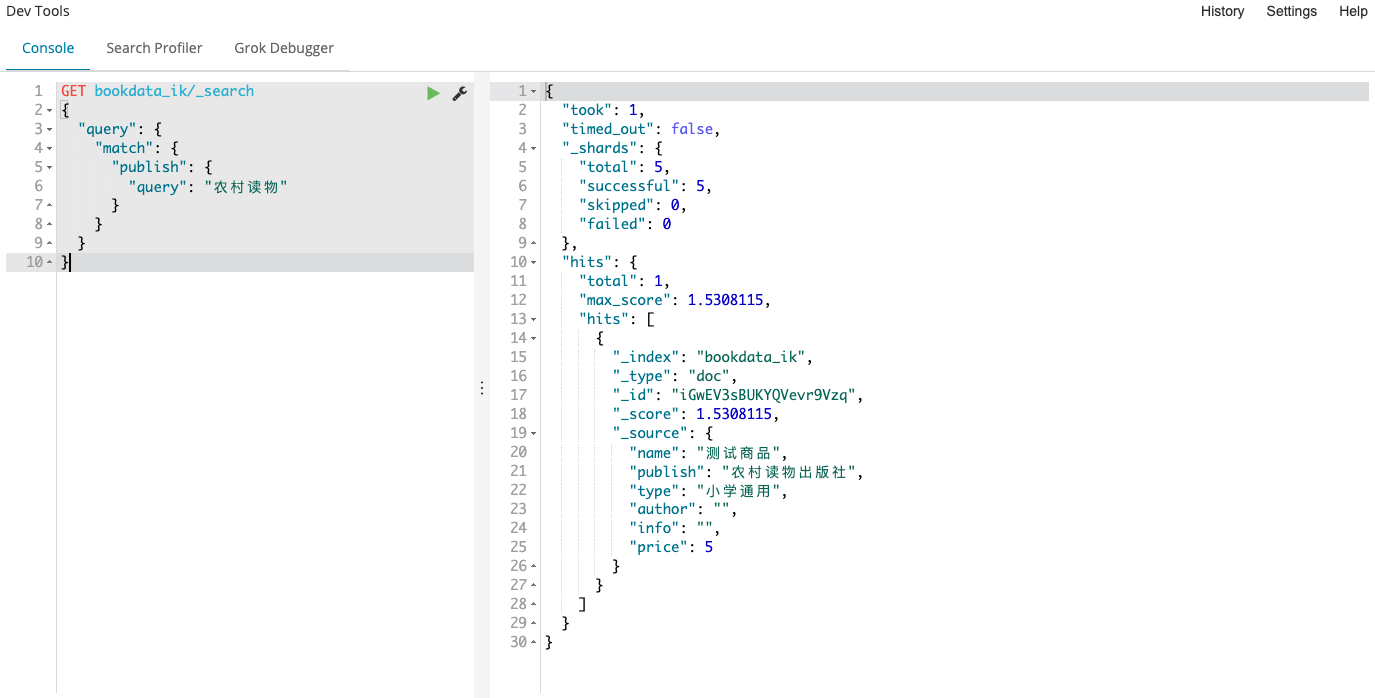 Dev Tools
History Settings Help
Console Search Profiler Grok Debugger
1 GET bookdata_ik/_search
2 {
3 "query": {
4 "match": {
5 "publish": {
6 "query": "农村读物"
7 }
8 }
9 }
10 }
1 {
2 "took": 1,
3 "timed_out": false,
4 "_shards": {
5 "total": 5,
6 "successful": 5,
7 "skipped": 0,
8 "failed": 0
9 },
10 "hits": {
11 "total": 1,
12 "max_score": 1.5308115,
13 "hits": [
14 {
15 "_index": "bookdata_ik",
16 "_type": "doc",
17 "_id": "iGwEV3sBUKYQVevr9Vzq",
18 "_score": 1.5308115,
19 "_source": {
20 "name": "测试商品",
21 "publish": "农村读物出版社",
22 "type": "小学通用",
23 "author": "",
24 "info": "",
25 "price": 5
26 }
27 }
28 ]
29 }
30 }